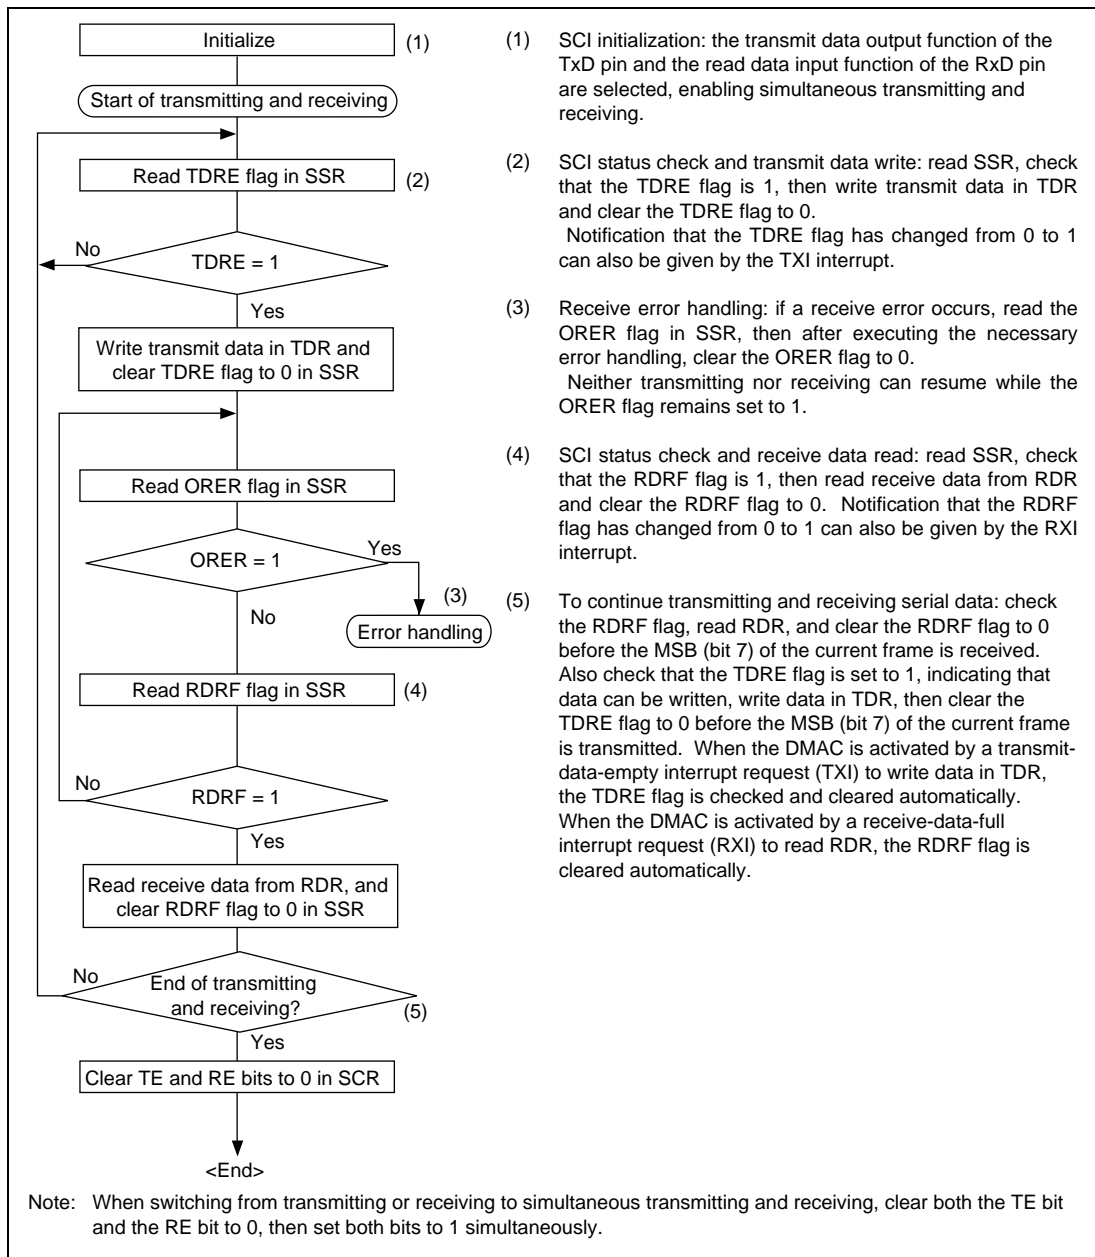 Initialize
(1)
Start of transmitting and receiving
Read TDRE flag in SSR
(2)
No
TDRE = 1
Yes
Write transmit data in TDR and
clear TDRE flag to 0 in SSR
Read ORER flag in SSR
Yes
ORER = 1
(3)
No
Error handling
Read RDRF flag in SSR
(4)
No
RDRF = 1
Yes
Read receive data from RDR, and
clear RDRF flag to 0 in SSR
No
End of transmitting
and receiving?
(5)
Yes
Clear TE and RE bits to 0 in SCR
<End>
(1) SCI initialization: the transmit data output function of the
TxD pin and the read data input function of the RxD pin
are selected, enabling simultaneous transmitting and
receiving.
(2) SCI status check and transmit data write: read SSR, check
that the TDRE flag is 1, then write transmit data in TDR
and clear the TDRE flag to 0.
Notification that the TDRE flag has changed from 0 to 1
can also be given by the TXI interrupt.
(3) Receive error handling: if a receive error occurs, read the
ORER flag in SSR, then after executing the necessary
error handling, clear the ORER flag to 0.
Neither transmitting nor receiving can resume while the
ORER flag remains set to 1.
(4) SCI status check and receive data read: read SSR, check
that the RDRF flag is 1, then read receive data from RDR
and clear the RDRF flag to 0. Notification that the RDRF
flag has changed from 0 to 1 can also be given by the RXI
interrupt.
(5) To continue transmitting and receiving serial data: check
the RDRF flag, read RDR, and clear the RDRF flag to 0
before the MSB (bit 7) of the current frame is received.
Also check that the TDRE flag is set to 1, indicating that
data can be written, write data in TDR, then clear the
TDRE flag to 0 before the MSB (bit 7) of the current frame
is transmitted. When the DMAC is activated by a transmit-
data-empty interrupt request (TXI) to write data in TDR,
the TDRE flag is checked and cleared automatically.
When the DMAC is activated by a receive-data-full
interrupt request (RXI) to read RDR, the RDRF flag is
cleared automatically.
Note: When switching from transmitting or receiving to simultaneous transmitting and receiving, clear both the TE bit
and the RE bit to 0, then set both bits to 1 simultaneously.